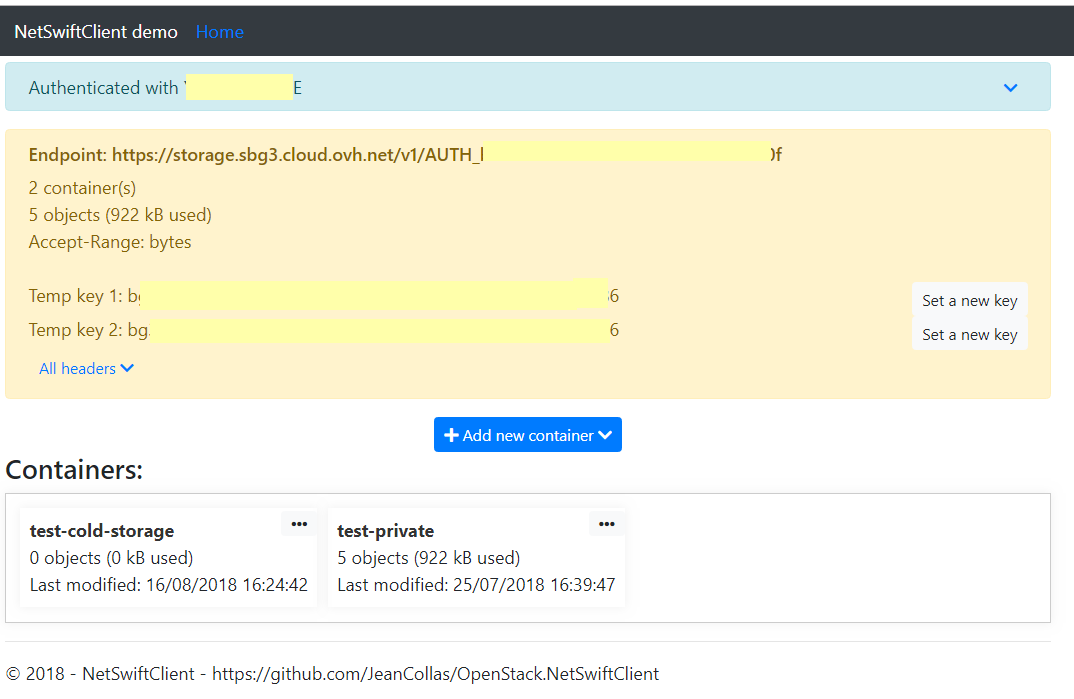 NetSwiftClient demo Home
Authenticated with E
Endpoint: https://storage.sbg3.cloud.ovh.net/v1/AUTH_ 0f
2 container(s)
5 objects (922 kB used)
Accept-Range: bytes
Temp key 1: b 6 Set a new key
Temp key 2: bg 6 Set a new key
All headers
Add new container
Containers:
test-cold-storage
0 objects (0 kB used)
Last modified: 16/08/2018 16:24:42
test-private
5 objects (922 kB used)
Last modified: 25/07/2018 16:39:47
© 2018 - NetSwiftClient - https://github.com/JeanCollas/OpenStack.NetSwiftClient